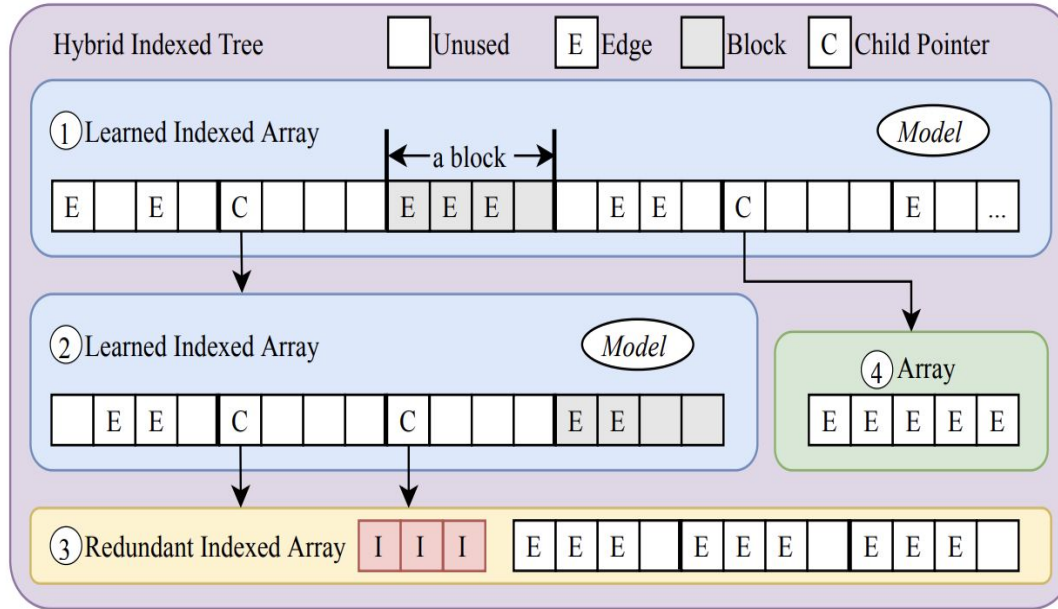 Hybrid Indexed Tree Unused E Edge Block C Child Pointer
1 Learned Indexed Array Model
a block
E E C E E E E E C E ...
2 Learned Indexed Array Model
4 Array
E E C C E E
E E E E E
3 Redundant Indexed Array I I I E E E E E E E E E